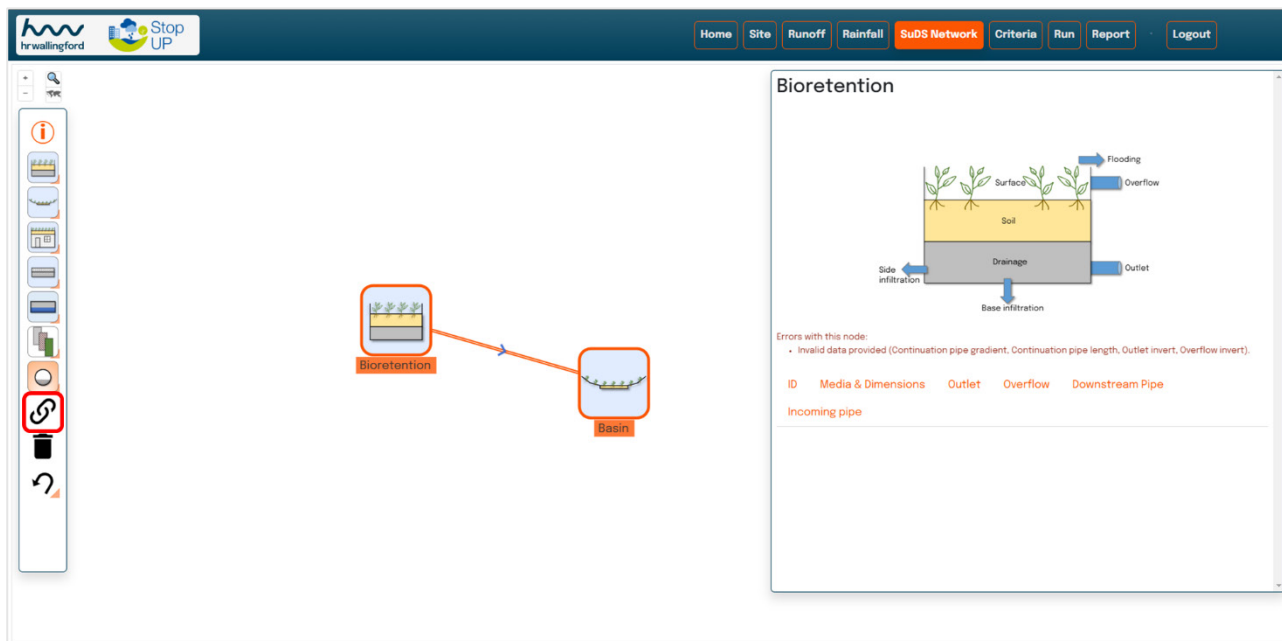 hrwallingford
Stop
UP
Home Site Runoff Rainfall SuDS Network Criteria Run Report Logout
+
-
i
Bioretention
Basin
Bioretention
Flooding
Surface
Overflow
Soil
Drainage
Side
infiltration
Outlet
Base infiltration
Errors with this node:
• Invalid data provided (Continuation pipe gradient, Continuation pipe length, Outlet invert, Overflow invert).
ID Media & Dimensions Outlet Overflow Downstream Pipe
Incoming pipe